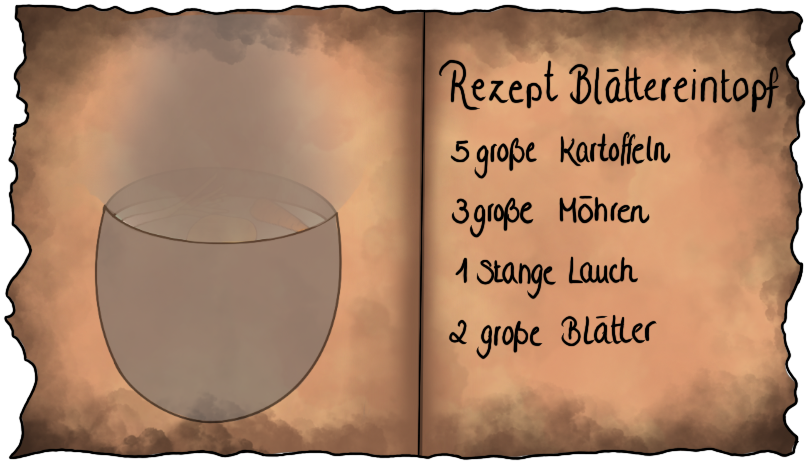 Rezept Blättereintopf
5 große Kartoffeln
3 große Möhren
1 Stange Lauch
2 große Blätter